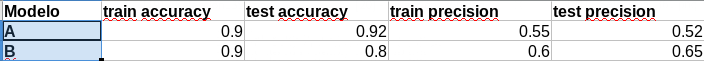 Modelo train accuracy test accuracy train precision test precision
A 0.9 0.92 0.55 0.52
B 0.9 0.8 0.6 0.65